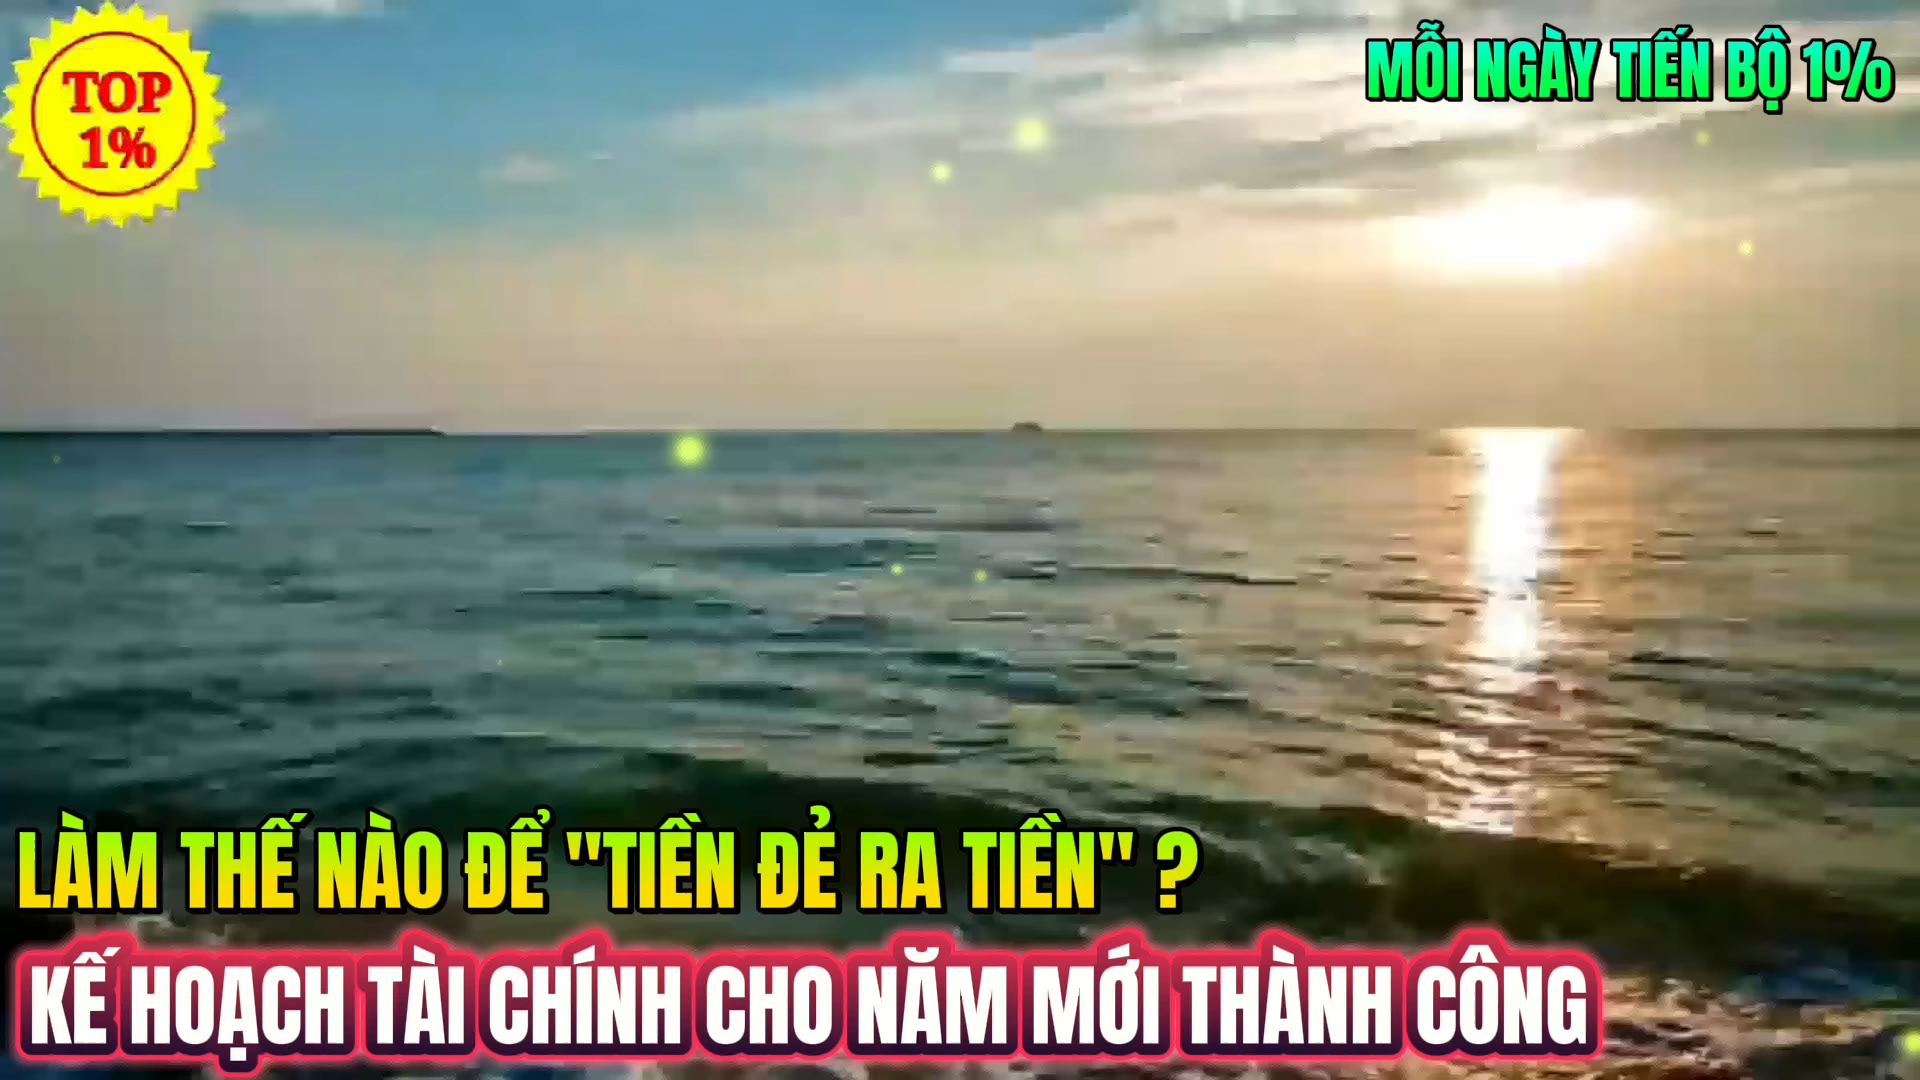 TOP
1%
MỖI NGÀY TIẾN BỘ 1%
LÀM THẾ NÀO ĐỂ "TIỀN ĐẺ RA TIỀN" ?
KẾ HOẠCH TÀI CHÍNH CHO NĂM MỚI THÀNH CÔNG